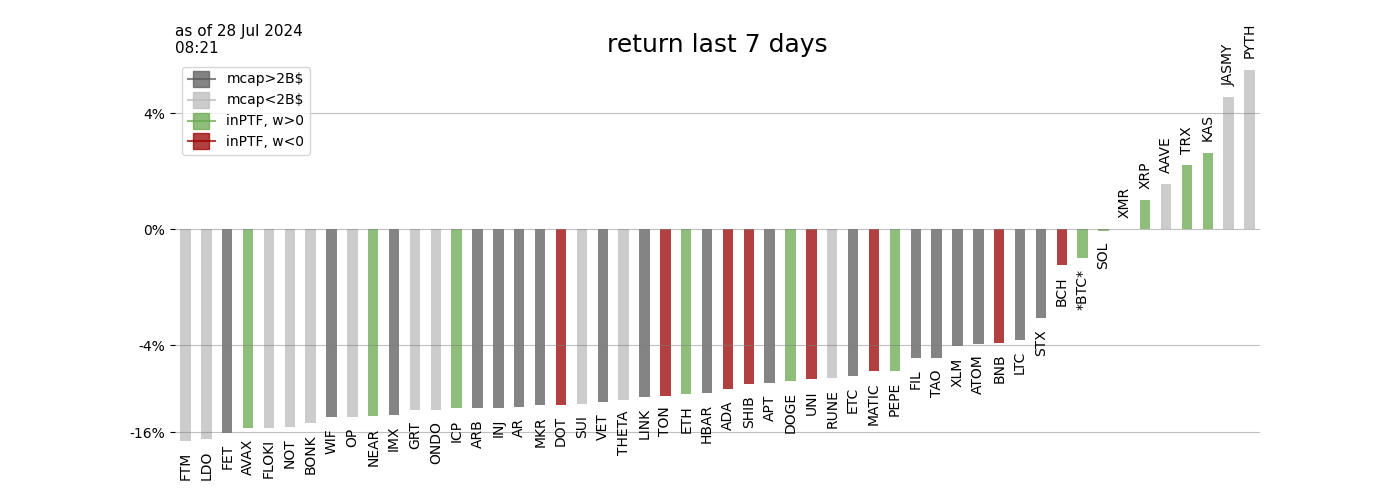 as of 28 Jul 2024
08:21
return last 7 days
mcap>2B$
mcap<2B$
inPTF, w>0
inPTF, w<0
4%
0%
-4%
-16%
FTM
LDO
FET
AVAX
FLOKI
NOT
BONK
WIF
OP
NEAR
IMX
GRT
ONDO
ICP
ARB
INJ
AR
MKR
DOT
SUI
VET
THETA
LINK
TON
ETH
HBAR
ADA
SHIB
APT
DOGE
UNI
RUNE
ETC
MATIC
PEPE
FIL
TAO
XLM
ATOM
BNB
LTC
STX
BCH
*BTC*
SOL
XMR
XRP
AAVE
TRX
KAS
JASMY
PYTH